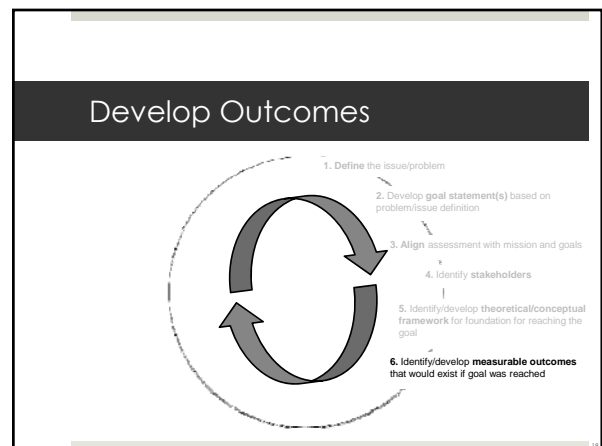 Develop Outcomes
1. Define the issue/problem
2. Develop goal statement(s) based on
problem/issue definition
3. Align assessment with mission and goals
4. Identify stakeholders
5. Identify/develop theoretical/conceptual
framework for foundation for reaching the
goal
6. Identify/develop measurable outcomes
that would exist if goal was reached